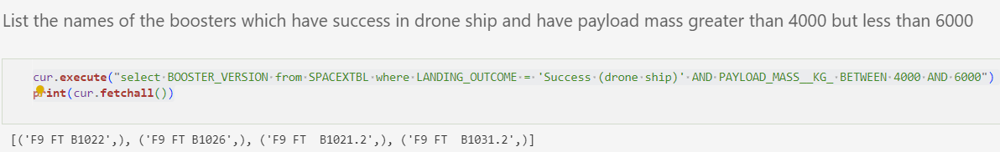 List the names of the boosters which have success in drone ship and have payload mass greater than 4000 but less than 6000
cur.execute("select BOOSTER_VERSION from SPACEXTBL where LANDING_OUTCOME = 'Success (drone ship)' AND PAYLOAD_MASS__KG_ BETWEEN 4000 AND 6000")
print(cur.fetchall())
[('F9 FT B1022',), ('F9 FT B1026',), ('F9 FT  B1021.2',), ('F9 FT  B1031.2',)]